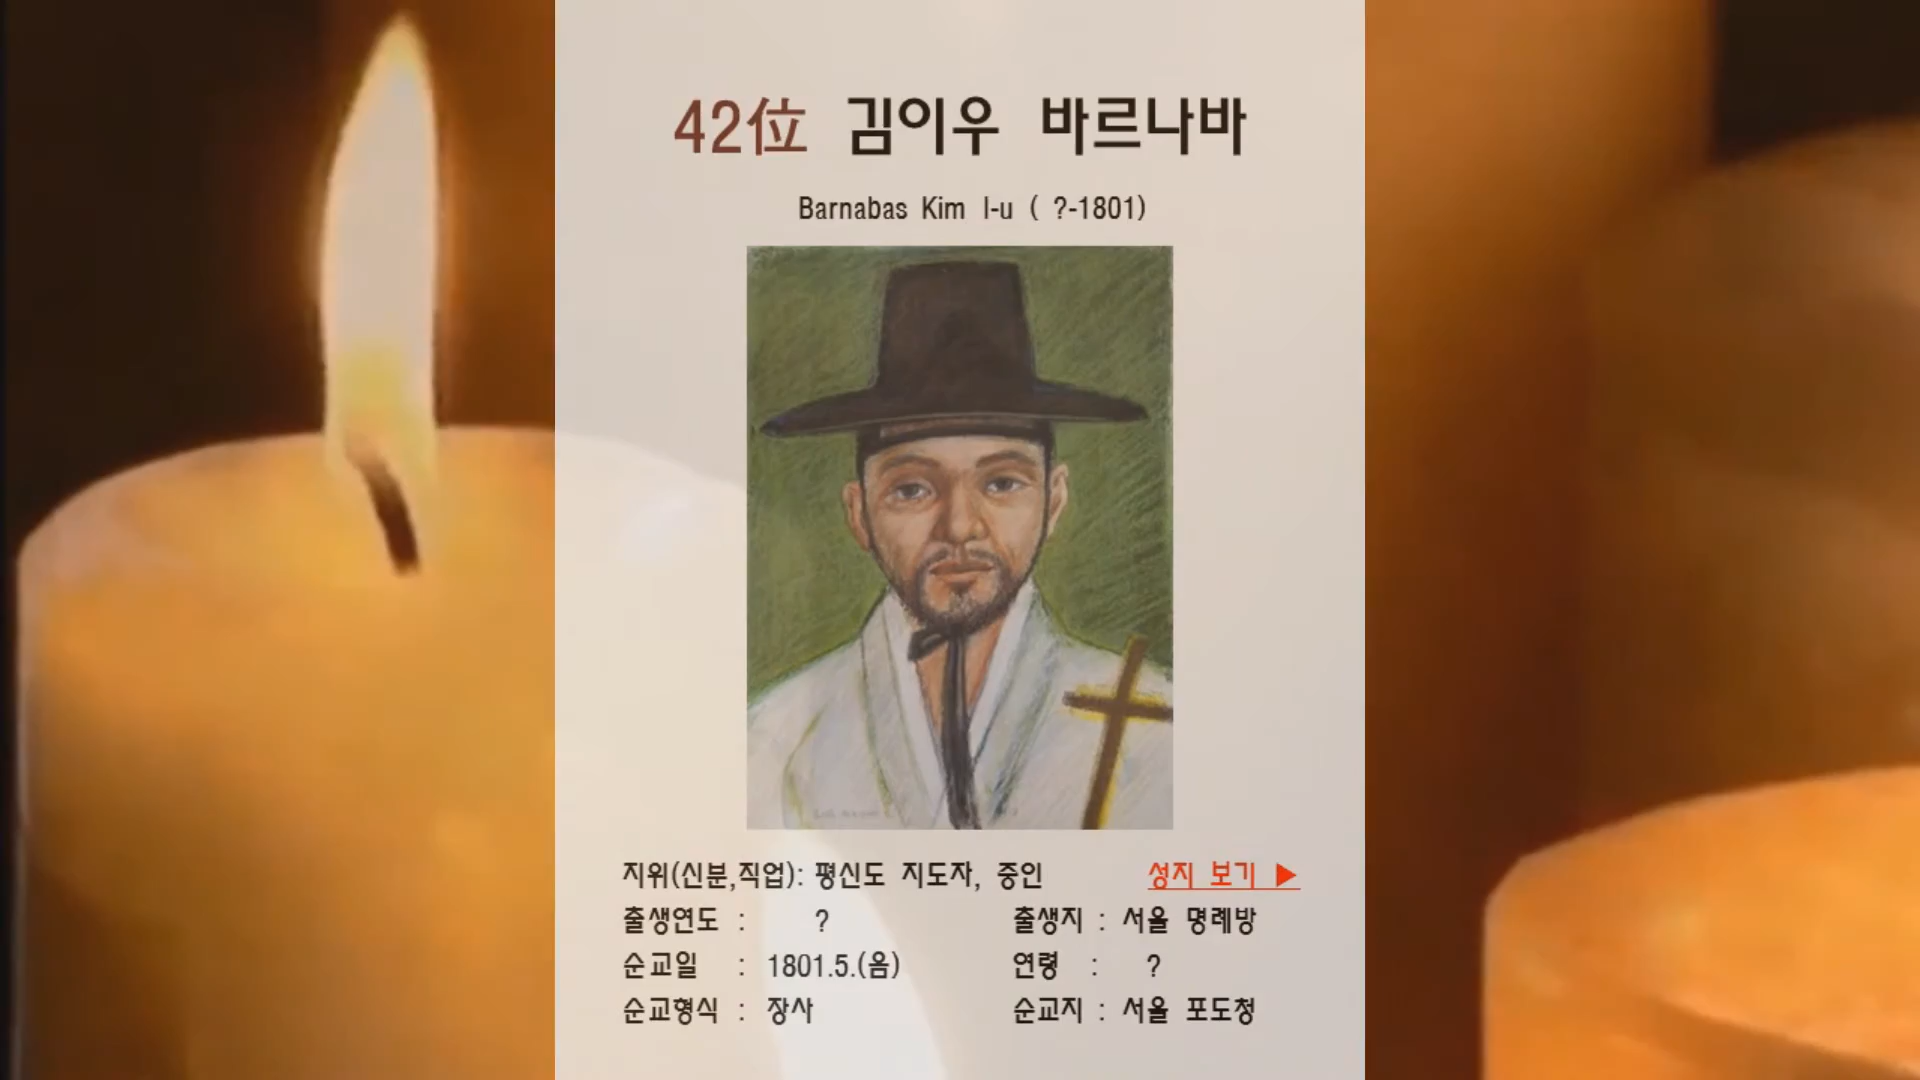 42位 김이우 바르나바
Barnabas Kim I-u ( ?-1801)
지위(신분,직업): 평신도 지도자, 중인 성지 보기 ▶
출생연도 : ? 출생지 : 서울 명례방
순교일 : 1801.5.(음) 연령 : ?
순교형식 : 장사 순교지 : 서울 포도청